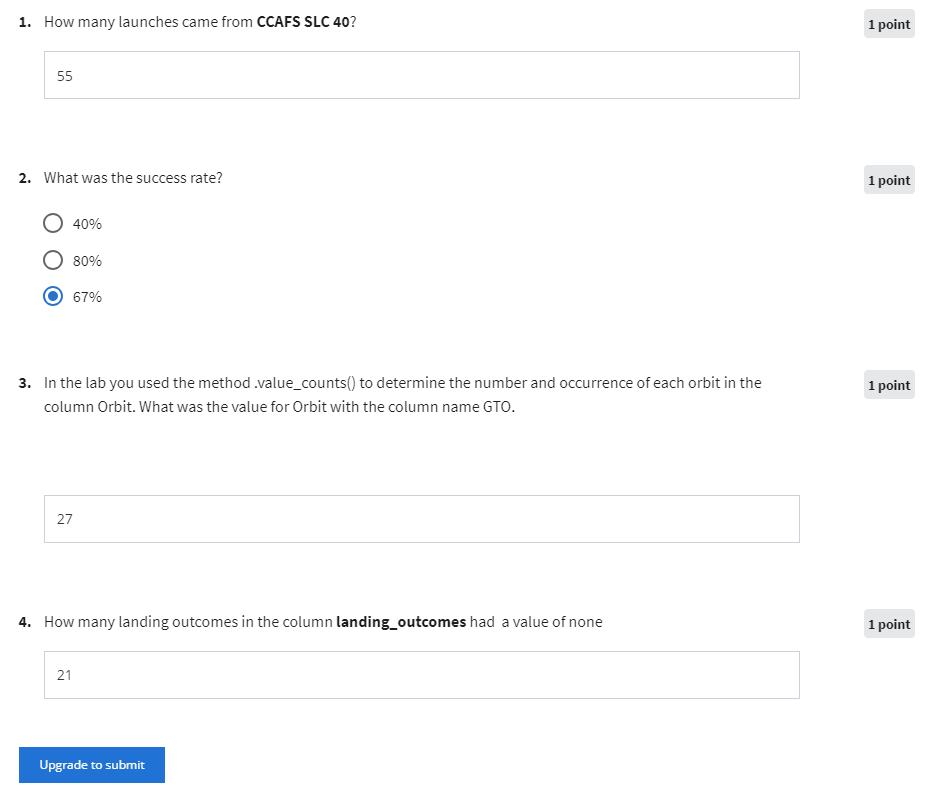 1. How many launches came from CCAFS SLC 40?
1 point
55
2. What was the success rate?
1 point
40%
80%
67%
3. In the lab you used the method .value_counts() to determine the number and occurrence of each orbit in the
column Orbit. What was the value for Orbit with the column name GTO.
1 point
27
4. How many landing outcomes in the column landing_outcomes had  a value of none
1 point
21
Upgrade to submit